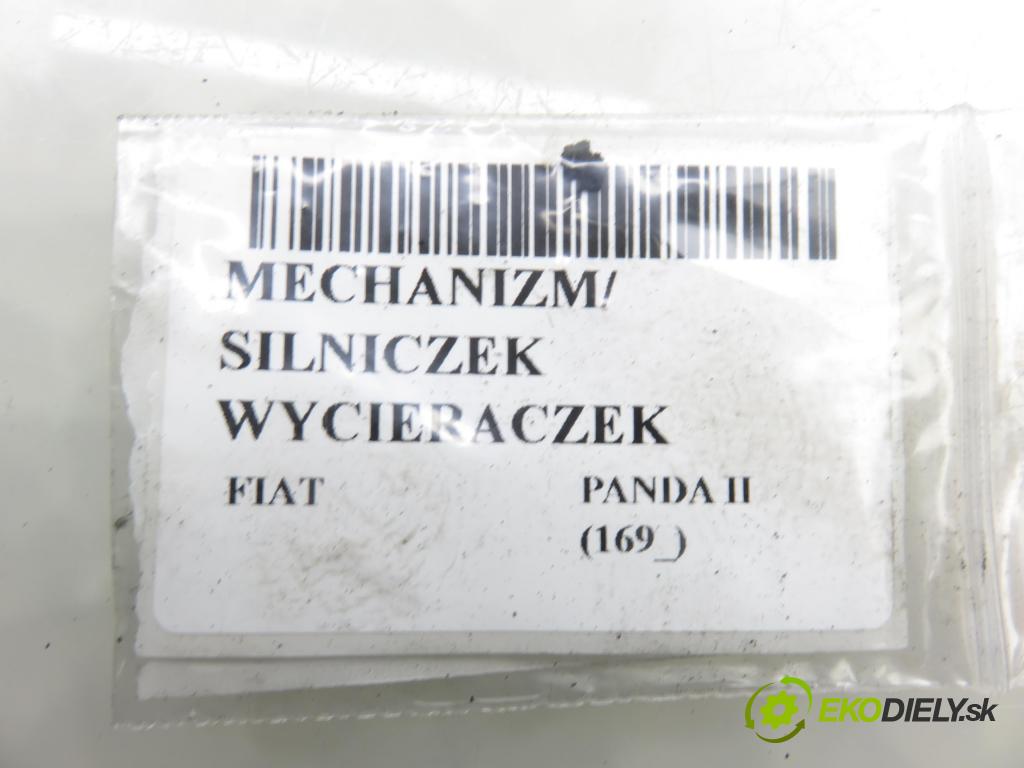 MECHANIZM/
SILNICZEK
WYCIERACZEK
FIAT PANDA II
(169_)
EKODIELY.sk